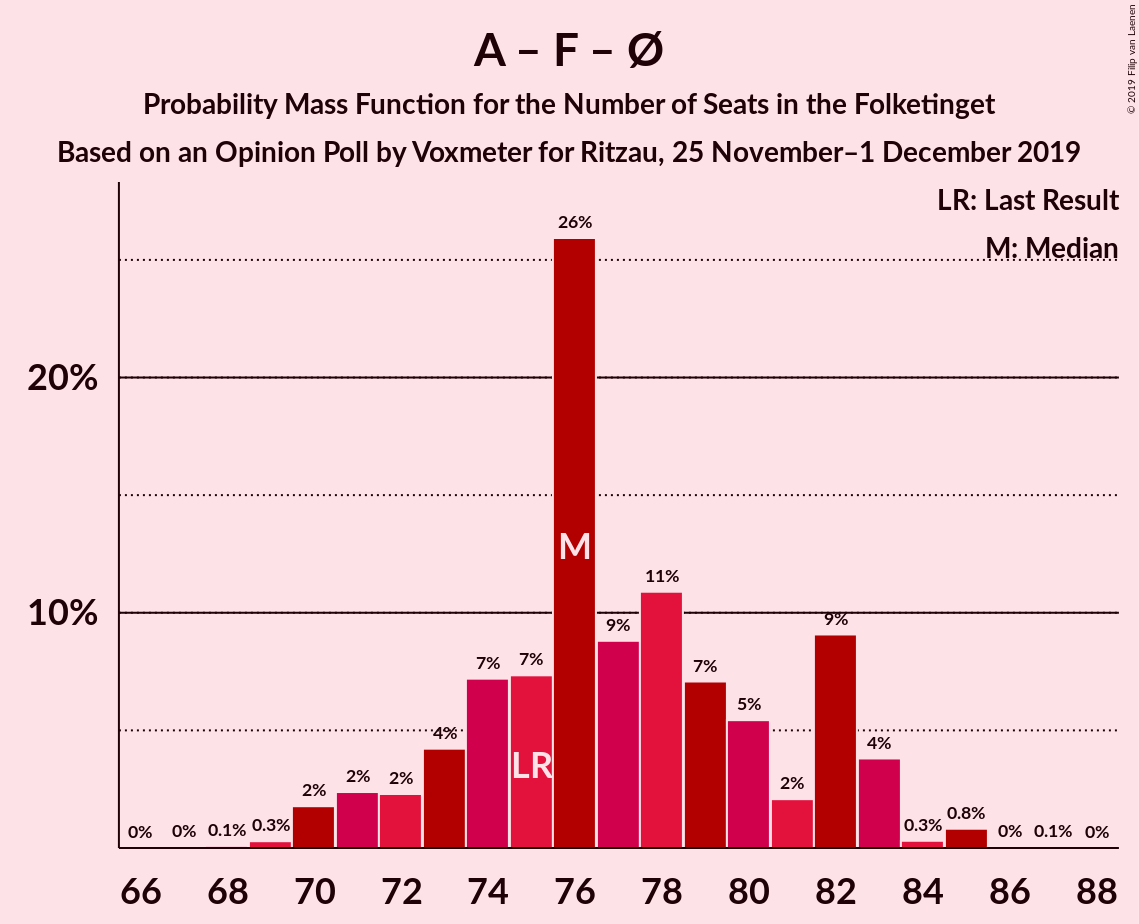 A – F – Ø
Probability Mass Function for the Number of Seats in the Folketinget
Based on an Opinion Poll by Voxmeter for Ritzau, 25 November–1 December 2019
© 2019 Filip van Laenen
LR: Last Result
M: Median
20%
10%
0%
0%
0.1%
0.3%
2%
2%
2%
4%
7%
7%
26%
9%
11%
7%
5%
2%
9%
4%
0.3%
0.8%
0%
0.1%
0%
LR
M
66 68 70 72 74 76 78 80 82 84 86 88